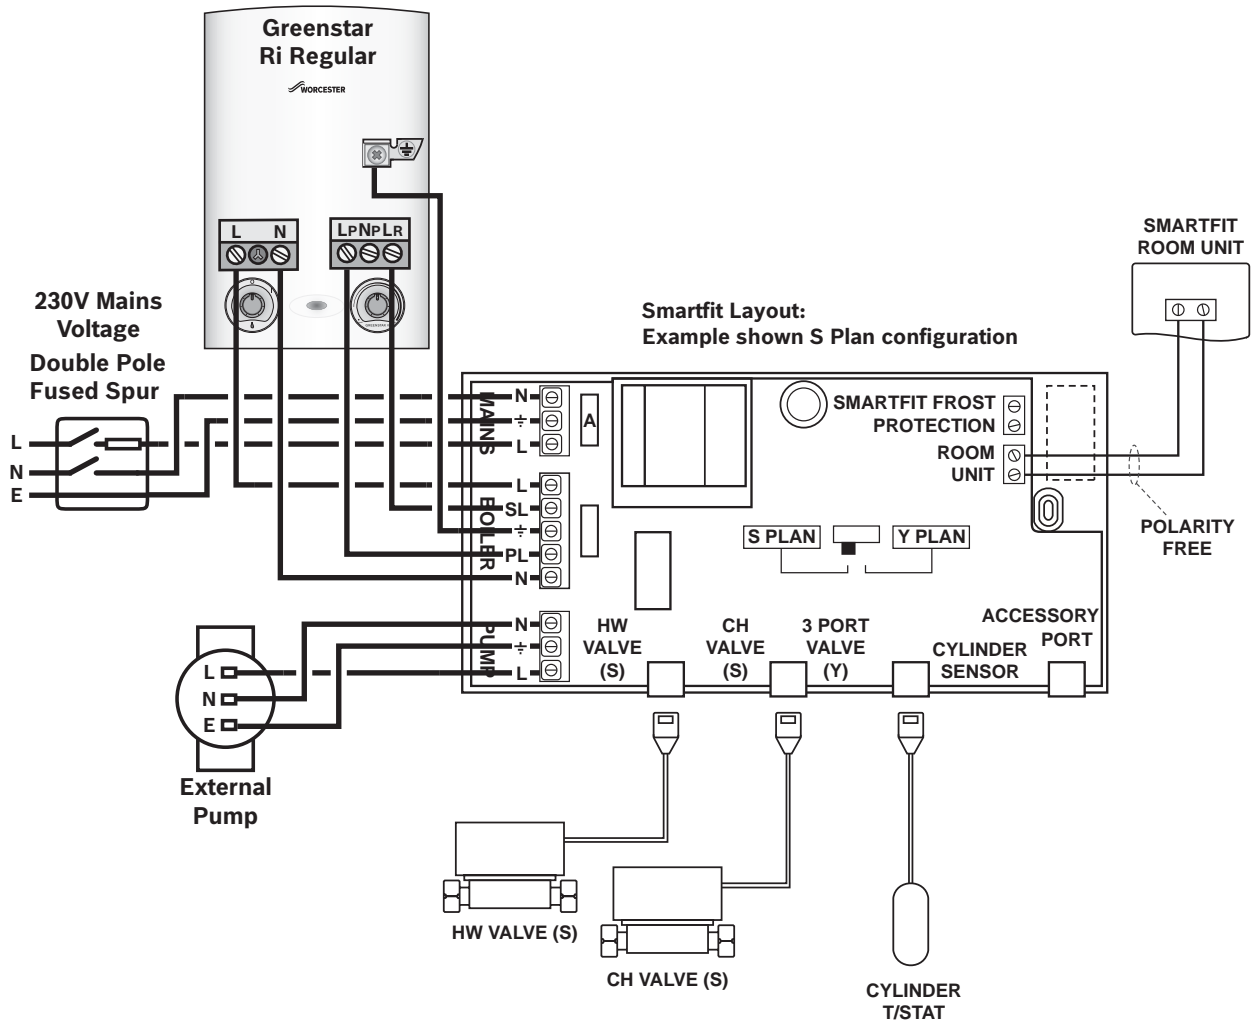 Greenstar
Ri Regular
WORCESTER
L N
LP NP LR
GREENSTAR
230V Mains
Voltage
Double Pole
Fused Spur
L
N
E
Smartfit Layout:
Example shown S Plan configuration
SMARTFIT
ROOM UNIT
MAINS
N
L
A
BOILER
L
SL
PL
N
PUMP
N
L
SMARTFIT FROST
PROTECTION
ROOM
UNIT
POLARITY
FREE
S PLAN
Y PLAN
HW
VALVE
(S)
CH
VALVE
(S)
3 PORT
VALVE
(Y)
CYLINDER
SENSOR
ACCESSORY
PORT
L
N
E
External
Pump
HW VALVE (S)
CH VALVE (S)
CYLINDER
T/STAT